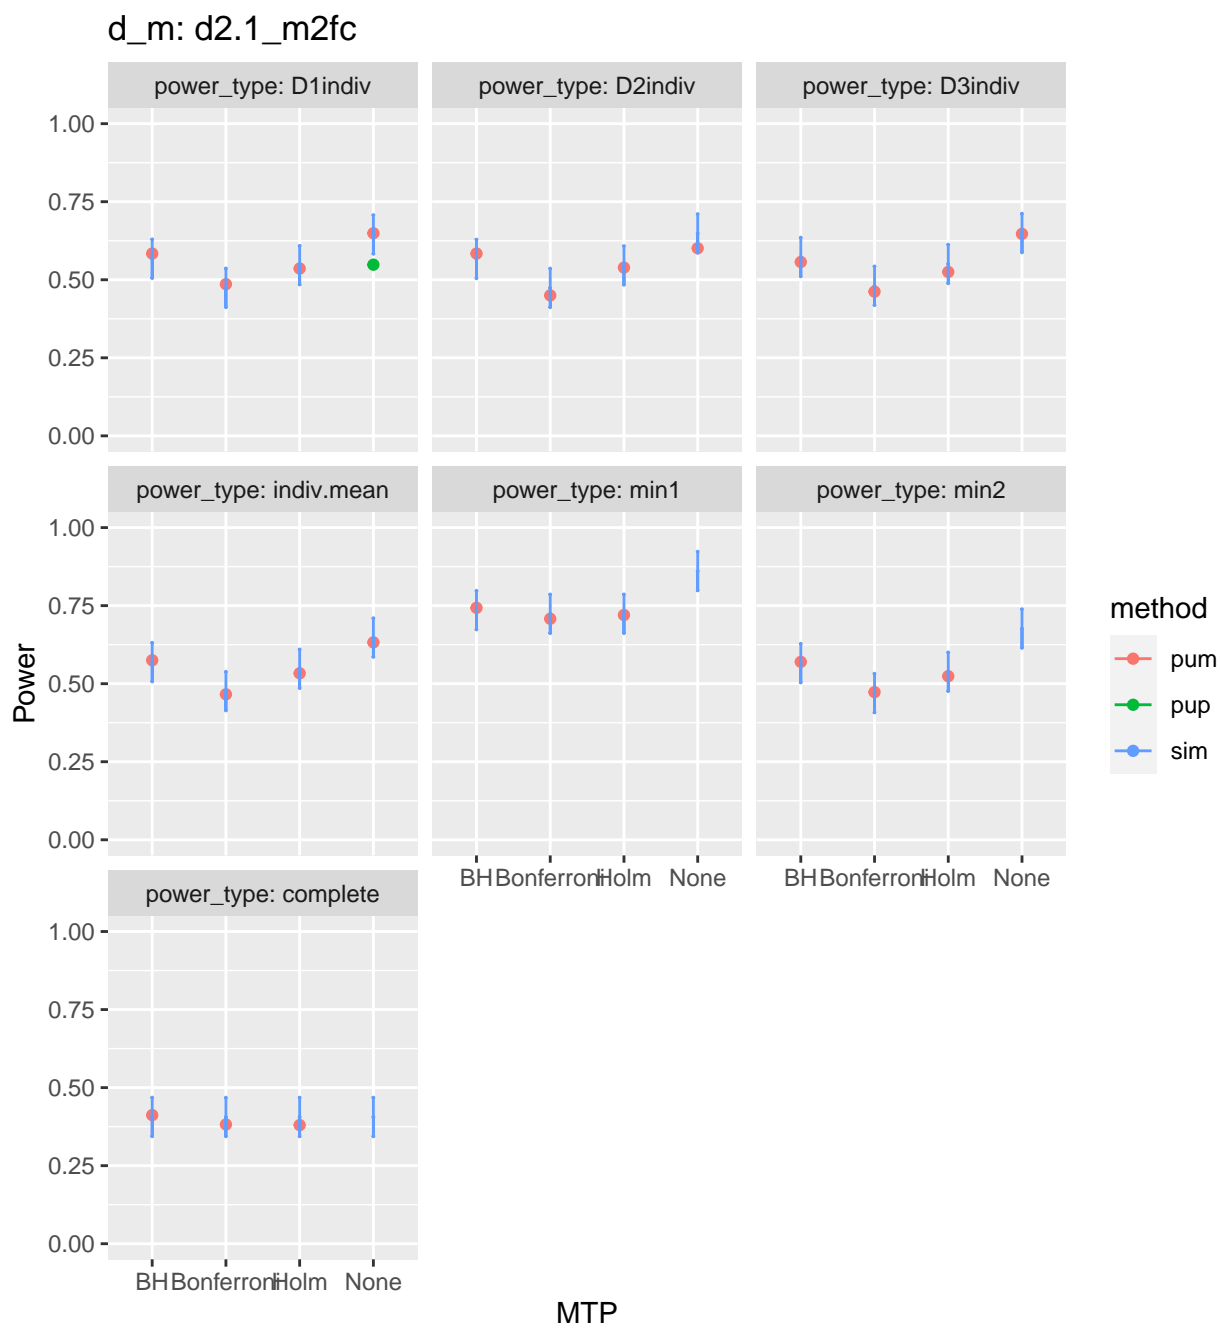 d_m: d2.1_m2fc
power_type: D1indiv
power_type: D2indiv
power_type: D3indiv
1.00
0.75
0.50
0.25
0.00
power_type: indiv.mean
power_type: min1
power_type: min2
1.00
0.75
0.50
0.25
0.00
BH Bonferroni Holm None
BH Bonferroni Holm None
power_type: complete
1.00
0.75
0.50
0.25
0.00
BH Bonferroni Holm None
MTP
Power
method
pum
pup
sim